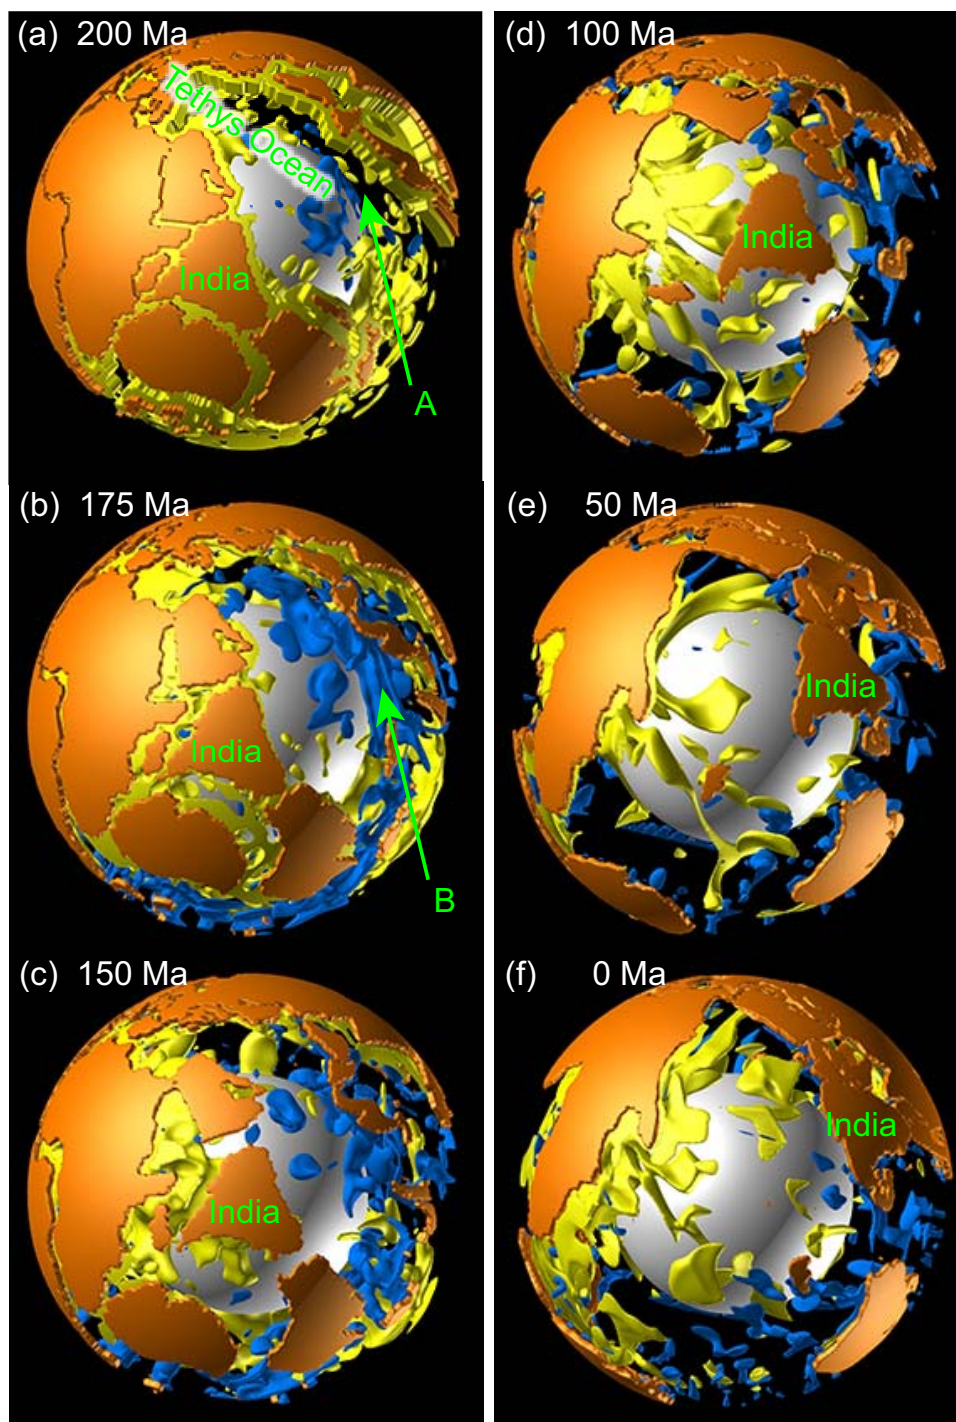 (a) 200 Ma
Tethys Ocean
India
A
(b) 175 Ma
India
B
(c) 150 Ma
India
(d) 100 Ma
India
(e) 50 Ma
India
(f) 0 Ma
India